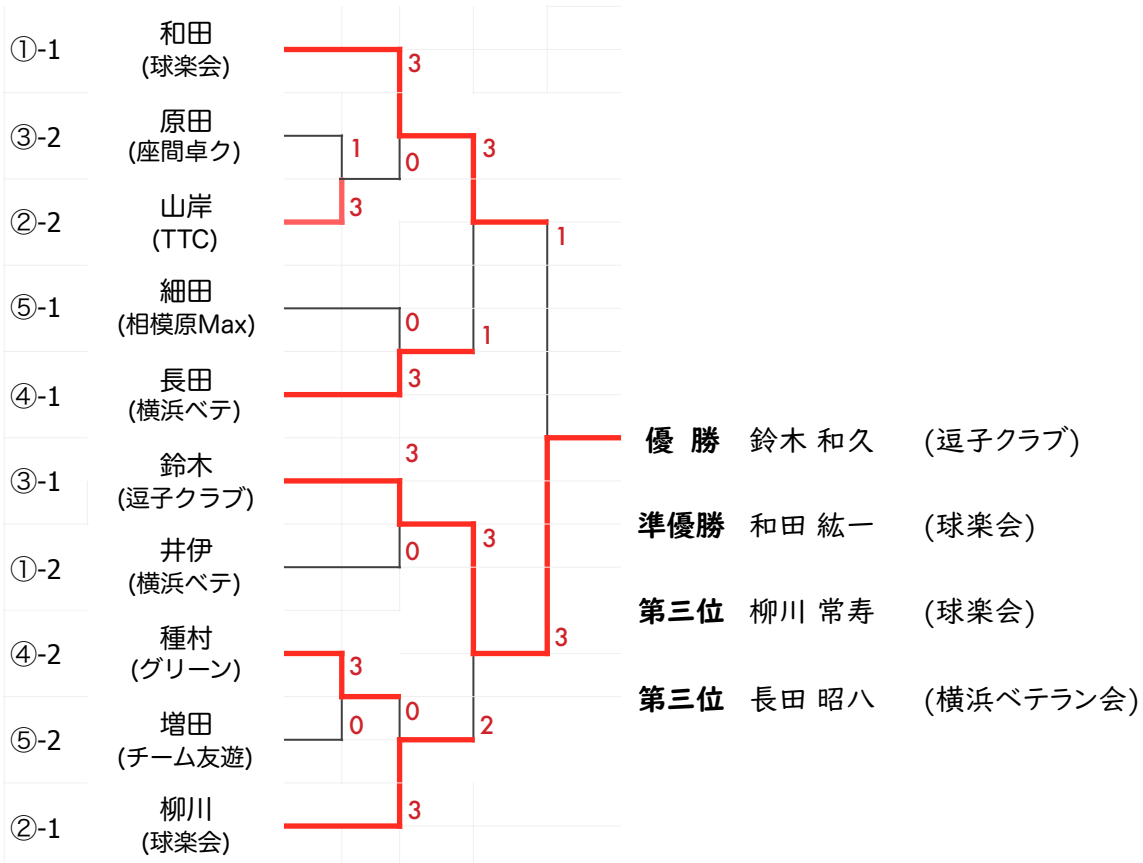 ①-1
和田
(球楽会)
3
③-2
原田
(座間卓ク)
1
0
3
②-2
山岸
(TTC)
3
1
⑤-1
細田
(相模原Max)
0
1
④-1
長田
(横浜ベテ)
3
③-1
鈴木
(逗子クラブ)
3
①-2
井伊
(横浜ベテ)
0
3
④-2
種村
(グリーン)
3
3
⑤-2
増田
(チーム友遊)
0
0
2
②-1
柳川
(球楽会)
3
優 勝 鈴木 和久 (逗子クラブ)
準優勝 和田 紘一 (球楽会)
第三位 柳川 常寿 (球楽会)
第三位 長田 昭八 (横浜ベテラン会)